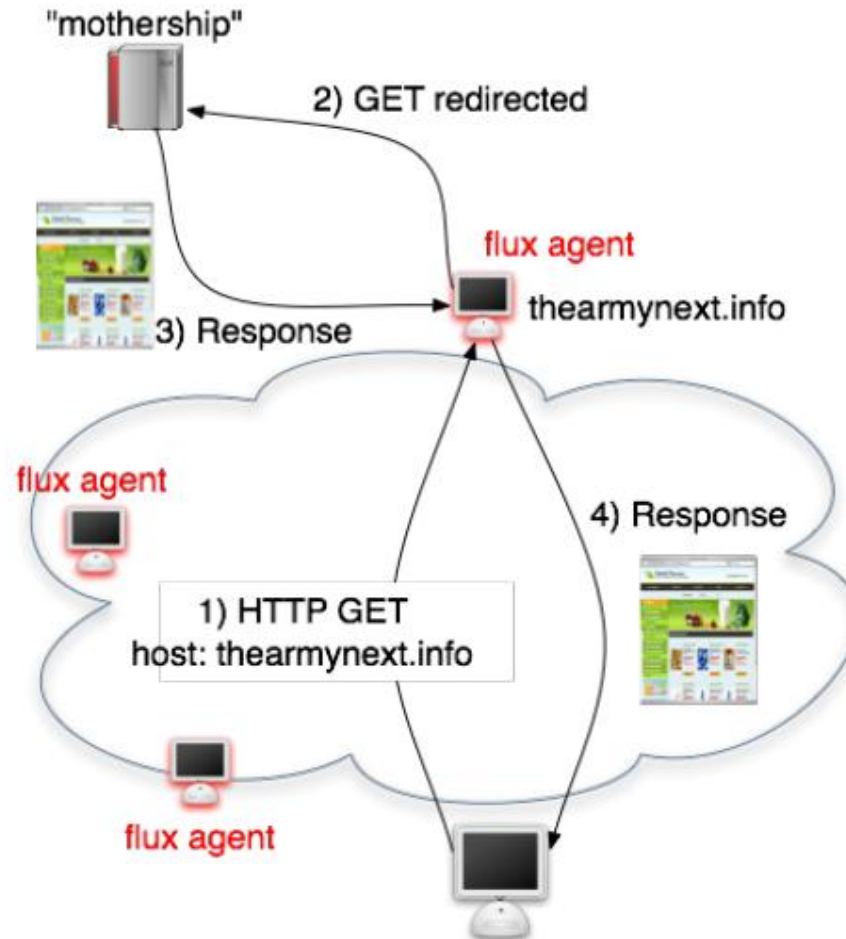 "mothership"
2) GET redirected
flux agent
thearmynext.info
3) Response
flux agent
4) Response
1) HTTP GET
host: thearmynext.info
flux agent